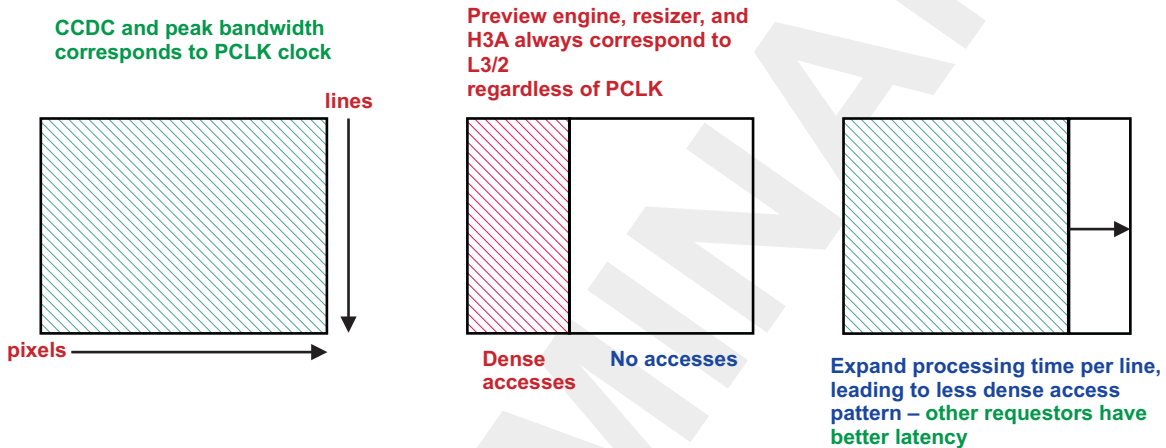 CCDC and peak bandwidth
corresponds to PCLK clock
lines
pixels
Preview engine, resizer, and
H3A always correspond to
L3/2
regardless of PCLK
Dense
accesses
No accesses
Expand processing time per line,
leading to less dense access
pattern – other requestors have
better latency